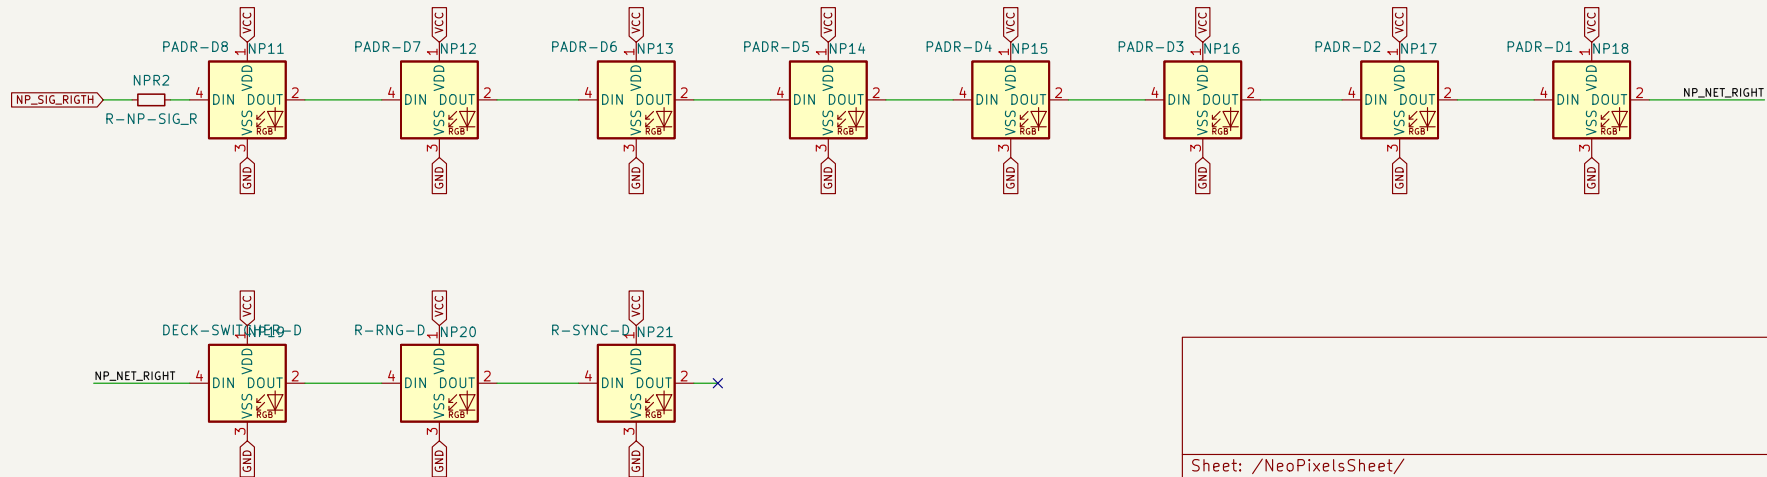 VCC VCC VCC VCC VCC VCC VCC VCC
PADR-D8 1 NP11 PADR-D7 1 NP12 PADR-D6 1 NP13 PADR-D5 1 NP14 PADR-D4 1 NP15 PADR-D3 1 NP16 PADR-D2 1 NP17 PADR-D1 1 NP18
VDD VDD VDD VDD VDD VDD VDD VDD
NPR2
NP_SIG_RIGTH 4 DIN DOUT 2 4 DIN DOUT 2 4 DIN DOUT 2 4 DIN DOUT 2 4 DIN DOUT 2 4 DIN DOUT 2 4 DIN DOUT 2 4 DIN DOUT 2 NP_NET_RIGHT
R-NP-SIG_R
VSS RGB VSS RGB VSS RGB VSS RGB VSS RGB VSS RGB VSS RGB VSS RGB
3 3 3 3 3 3 3 3
GND GND GND GND GND GND GND GND
VCC VCC VCC
DECK-SWITCHER-D 1 NP19 R-RNG-D 1 NP20 R-SYNC-D 1 NP21
VDD VDD VDD
NP_NET_RIGHT 4 DIN DOUT 2 4 DIN DOUT 2 4 DIN DOUT 2
VSS RGB VSS RGB VSS RGB
3 3 3
GND GND GND
Sheet: /NeoPixelsSheet/